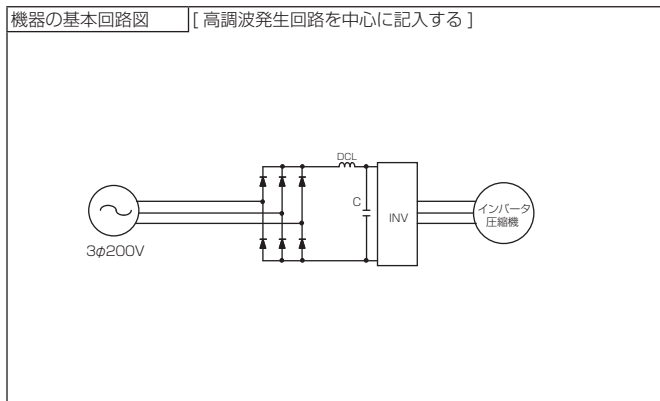 機器の基本回路図
[ 高調波発生回路を中心に記入する ]
DCL
C
INV
インバータ
圧縮機
3φ200V